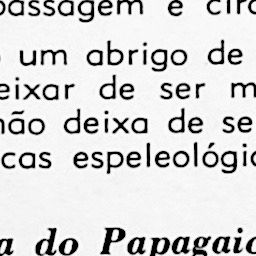 passagem e circ
um abrigo de
eixar de ser m
não deixa de se
cas espeleológic
a do Papagaio